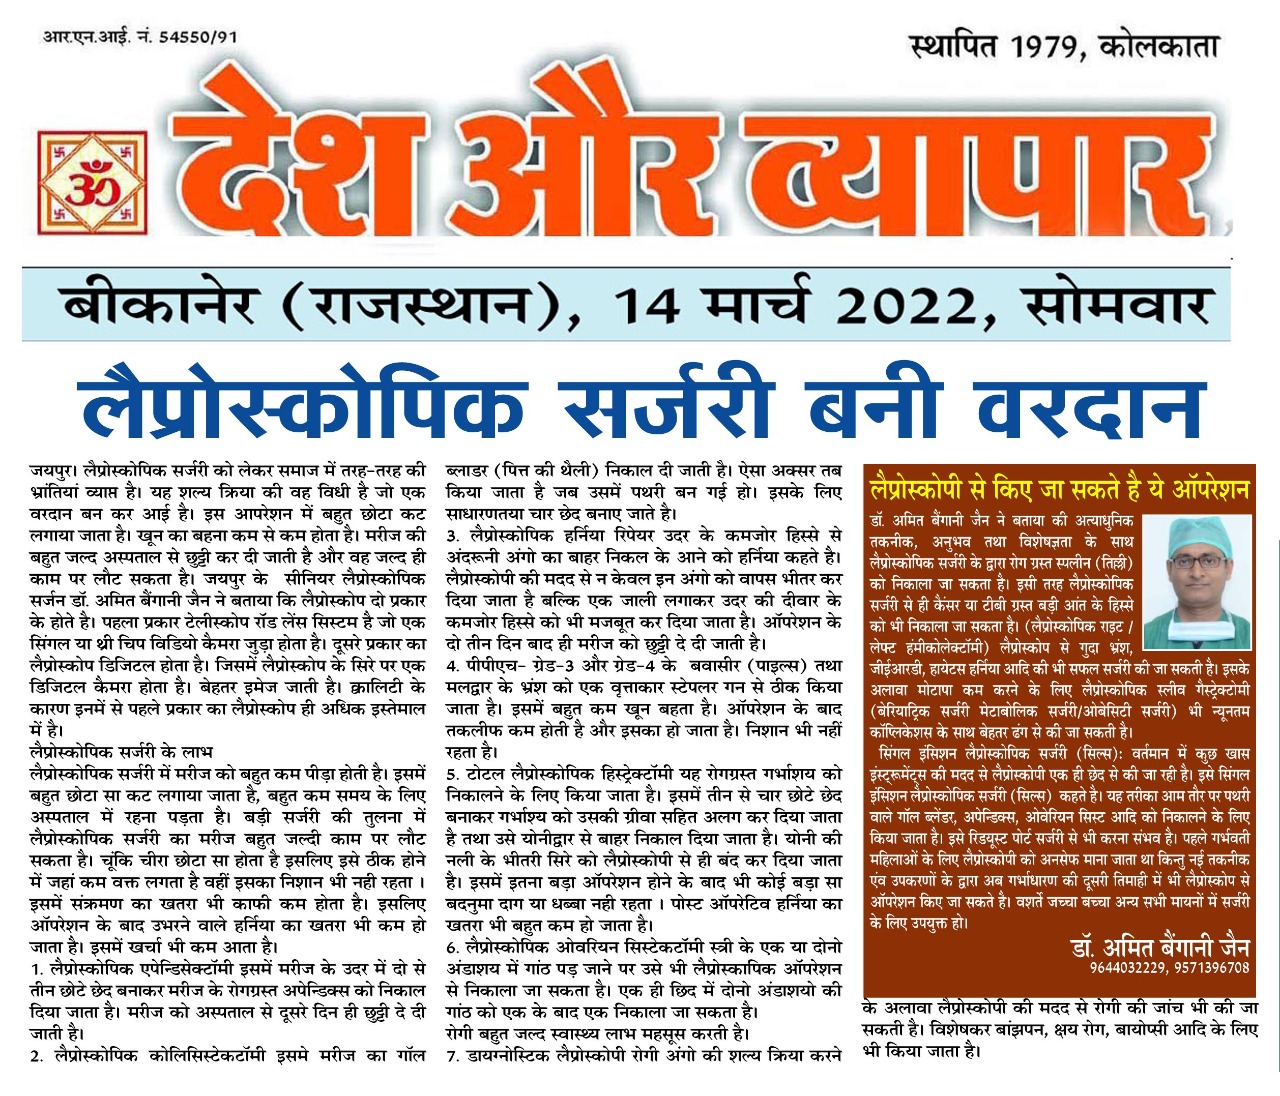 आर.एन.आई. नं. 54550/91
स्थापित 1979, कोलकाता
ॐ
देश और व्यापार
बीकानेर (राजस्थान), 14 मार्च 2022, सोमवार
लैप्रोस्कोपिक सर्जरी बनी वरदान
जयपुर। लैप्रोस्कोपिक सर्जरी को लेकर समाज में तरह-तरह की
भ्रांतियां व्याप्त है। यह शल्य क्रिया की वह विधी है जो एक
वरदान बन कर आई है। इस आपरेशन में बहुत छोटा कट
लगाया जाता है। खून का बहना कम से कम होता है। मरीज की
बहुत जल्द अस्पताल से छुट्टी कर दी जाती है और वह जल्द ही
काम पर लौट सकता है। जयपुर के सीनियर लैप्रोस्कोपिक
सर्जन डॉ. अमित बैंगानी जैन ने बताया कि लैप्रोस्कोप दो प्रकार
के होते है। पहला प्रकार टेलीस्कोप रॉड लेंस सिस्टम है जो एक
सिंगल या थ्री चिप विडियो कैमरा जुड़ा होता है। दूसरे प्रकार का
लैप्रोस्कोप डिजिटल होता है। जिसमें लैप्रोस्कोप के सिरे पर एक
डिजिटल कैमरा होता है। बेहतर इमेज जाती है। क्वालिटी के
कारण इनमें से पहले प्रकार का लैप्रोस्कोप ही अधिक इस्तेमाल
में है।
लैप्रोस्कोपिक सर्जरी के लाभ
लैप्रोस्कोपिक सर्जरी में मरीज को बहुत कम पीड़ा होती है। इसमें
बहुत छोटा सा कट लगाया जाता है, बहुत कम समय के लिए
अस्पताल में रहना पड़ता है। बड़ी सर्जरी की तुलना में
लैप्रोस्कोपिक सर्जरी का मरीज बहुत जल्दी काम पर लौट
सकता है। चूंकि चीरा छोटा सा होता है इसलिए इसे ठीक होने
में जहां कम वक्त लगता है वहीं इसका निशान भी नही रहता ।
इसमें संक्रमण का खतरा भी काफी कम होता है। इसलिए
ऑपरेशन के बाद उभरने वाले हर्निया का खतरा भी कम हो
जाता है। इसमें खर्चा भी कम आता है।
1. लैप्रोस्कोपिक एपेन्डिसेक्टॉमी इसमें मरीज के उदर में दो से
तीन छोटे छेद बनाकर मरीज के रोगग्रस्त अपेन्डिक्स को निकाल
दिया जाता है। मरीज को अस्पताल से दूसरे दिन ही छुट्टी दे दी
जाती है।
2. लैप्रोस्कोपिक कोलिसिस्टेकटॉमी इसमे मरीज का गॉल
ब्लाडर (पित्त की थैली) निकाल दी जाती है। ऐसा अक्सर तब
किया जाता है जब उसमें पथरी बन गई हो। इसके लिए
साधारणतया चार छेद बनाए जाते है।
3. लैप्रोस्कोपिक हर्निया रिपेयर उदर के कमजोर हिस्से से
अंदरूनी अंगो का बाहर निकल के आने को हर्निया कहते है।
लैप्रोस्कोपी की मदद से न केवल इन अंगो को वापस भीतर कर
दिया जाता है बल्कि एक जाली लगाकर उदर की दीवार के
कमजोर हिस्से को भी मजबूत कर दिया जाता है। ऑपरेशन के
दो तीन दिन बाद ही मरीज को छुट्टी दे दी जाती है।
4. पीपीएच- ग्रेड-3 और ग्रेड-4 के बवासीर (पाइल्स) तथा
मलद्वार के भ्रंश को एक वृत्ताकार स्टेपलर गन से ठीक किया
जाता है। इसमें बहुत कम खून बहता है। ऑपरेशन के बाद
तकलीफ कम होती है और इसका हो जाता है। निशान भी नहीं
रहता है।
5. टोटल लैप्रोस्कोपिक हिस्ट्रेक्टॉमी यह रोगग्रस्त गर्भाशय को
निकालने के लिए किया जाता है। इसमें तीन से चार छोटे छेद
बनाकर गर्भाश्य को उसकी ग्रीवा सहित अलग कर दिया जाता
है तथा उसे योनीद्वार से बाहर निकाल दिया जाता है। योनी की
नली के भीतरी सिरे को लैप्रोस्कोपी से ही बंद कर दिया जाता
है। इसमें इतना बड़ा ऑपरेशन होने के बाद भी कोई बड़ा सा
बदनुमा दाग या धब्बा नही रहता । पोस्ट ऑपरेटिव हर्निया का
खतरा भी बहुत कम हो जाता है।
6. लैप्रोस्कोपिक ओवरियन सिस्टेकटॉमी स्त्री के एक या दोनो
अंडाशय में गांठ पड़ जाने पर उसे भी लैप्रोस्कापिक ऑपरेशन
से निकाला जा सकता है। एक ही छिद में दोनो अंडाशयो की
गांठ को एक के बाद एक निकाला जा सकता है।
रोगी बहुत जल्द स्वास्थ्य लाभ महसूस करती है।
7. डायग्नोस्टिक लैप्रोस्कोपी रोगी अंगो की शल्य क्रिया करने
लैप्रोस्कोपी से किए जा सकते है ये ऑपरेशन
डॉ. अमित बैंगानी जैन ने बताया की अत्याधुनिक
तकनीक, अनुभव तथा विशेषज्ञता के साथ
लैप्रोस्कोपिक सर्जरी के द्वारा रोग ग्रस्त स्पलीन (तिल्ली)
को निकाला जा सकता है। इसी तरह लैप्रोस्कोपिक
सर्जरी से ही कैंसर या टीबी ग्रस्त बड़ी आंत के हिस्से
को भी निकाला जा सकता है। (लैप्रोस्कोपिक राइट /
लेफ्ट हंमीकोलेक्टॉमी) लैप्रोस्कोप से गुदा भ्रंश,
जीईआरडी, हायेटस हर्निया आदि की भी सफल सर्जरी की जा सकती है। इसके
अलावा मोटापा कम करने के लिए लैप्रोस्कोपिक स्लीव गैस्ट्रेक्टोमी
(बेरियाट्रिक सर्जरी मेटाबोलिक सर्जरी/ओबेसिटी सर्जरी) भी न्यूनतम
कॉप्लिकेशस के साथ बेहतर ढंग से की जा सकती है।
सिंगल इंसिशन लैप्रोस्कोपिक सर्जरी (सिल्स): वर्तमान में कुछ खास
इंस्ट्रूमेंट्स की मदद से लैप्रोस्कोपी एक ही छेद से की जा रही है। इसे सिंगल
इंसिशन लैप्रोस्कोपिक सर्जरी (सिल्स) कहते है। यह तरीका आम तौर पर पथरी
वाले गॉल ब्लेंडर, अपेन्डिक्स, ओवेरियन सिस्ट आदि को निकालने के लिए
किया जाता है। इसे रिडयुस्ट पोर्ट सर्जरी से भी करना संभव है। पहले गर्भवती
महिलाओं के लिए लैप्रोस्कोपी को अनसेफ माना जाता था किन्तु नई तकनीक
एंव उपकरणों के द्वारा अब गर्भाधारण की दूसरी तिमाही में भी लैप्रोस्कोप से
ऑपरेशन किए जा सकते है। वशर्ते जच्चा बच्चा अन्य सभी मायनों में सर्जरी
के लिए उपयुक्त हो।
डॉ. अमित बैंगानी जैन
9644032229, 9571396708
के अलावा लैप्रोस्कोपी की मदद से रोगी की जांच भी की जा
सकती है। विशेषकर बांझपन, क्षय रोग, बायोप्सी आदि के लिए
भी किया जाता है।